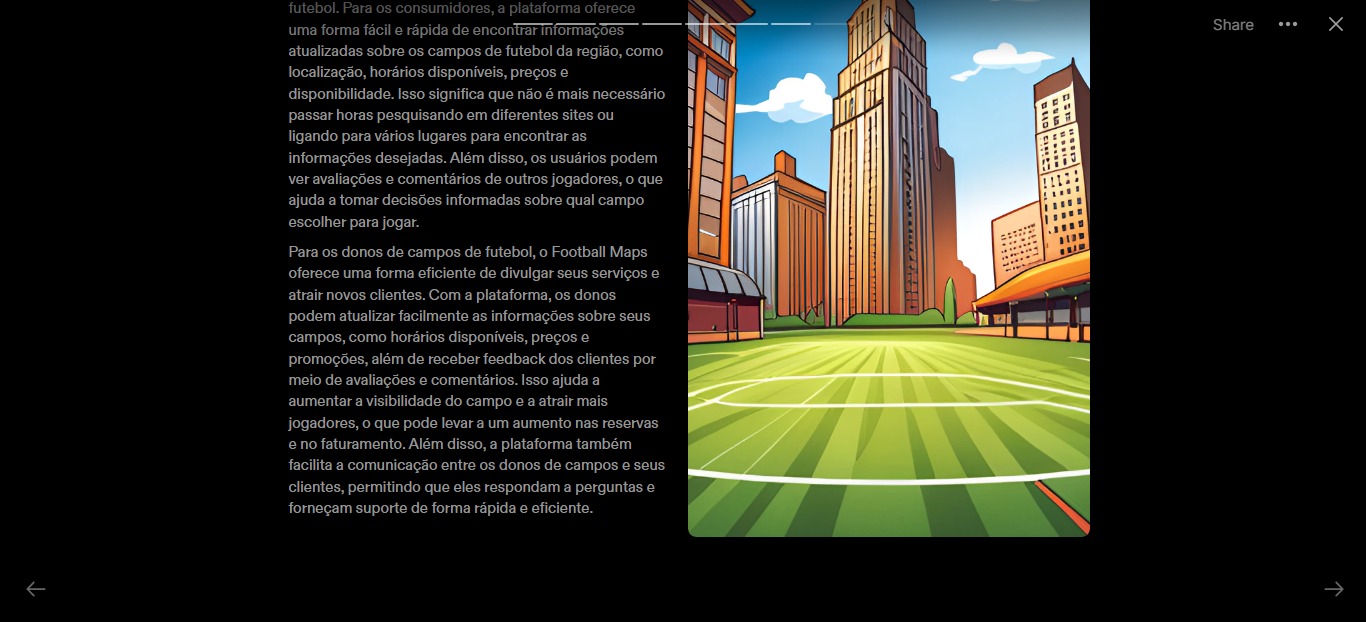 futebol. Para os consumidores, a plataforma oferece
uma forma fácil e rápida de encontrar informações
atualizadas sobre os campos de futebol da região, como
localização, horários disponíveis, preços e
disponibilidade. Isso significa que não é mais necessário
passar horas pesquisando em diferentes sites ou
ligando para vários lugares para encontrar as
informações desejadas. Além disso, os usuários podem
ver avaliações e comentários de outros jogadores, o que
ajuda a tomar decisões informadas sobre qual campo
escolher para jogar.
Para os donos de campos de futebol, o Football Maps
oferece uma forma eficiente de divulgar seus serviços e
atrair novos clientes. Com a plataforma, os donos
podem atualizar facilmente as informações sobre seus
campos, como horários disponíveis, preços e
promoções, além de receber feedback dos clientes por
meio de avaliações e comentários. Isso ajuda a
aumentar a visibilidade do campo e a atrair mais
jogadores, o que pode levar a um aumento nas reservas
e no faturamento. Além disso, a plataforma também
facilita a comunicação entre os donos de campos e seus
clientes, permitindo que eles respondam a perguntas e
forneçam suporte de forma rápida e eficiente.
Share